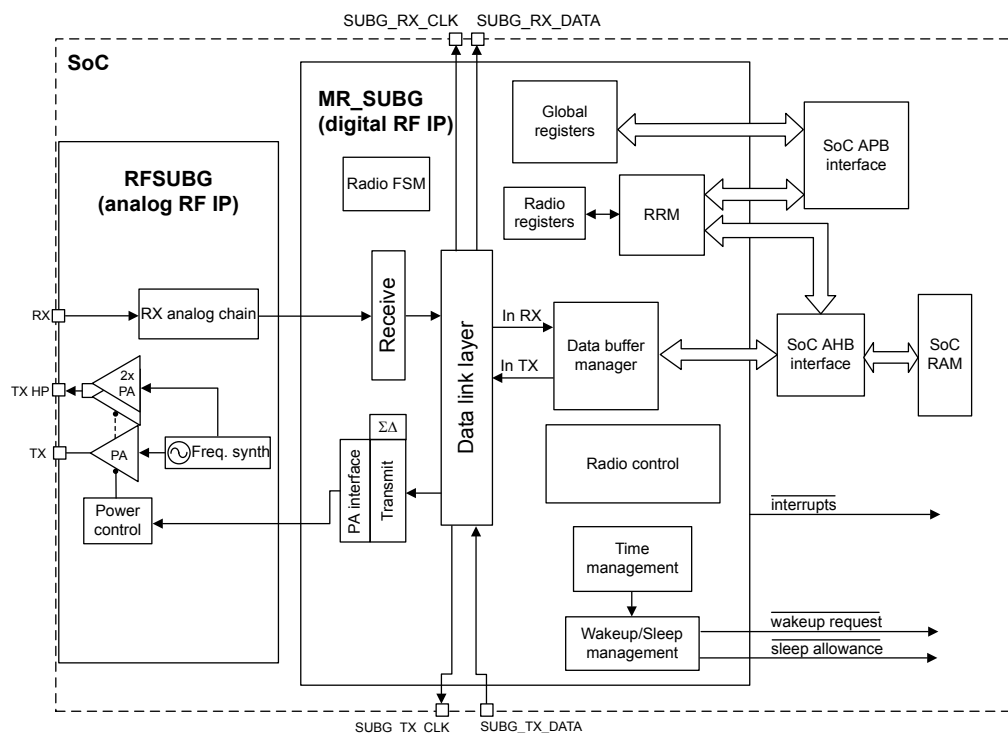 SUBG_RX_CLK
SUBG_RX_DATA
SoC
MR_SUBG
(digital RF IP)
Global
registers
SoC APB
interface
RFSUBG
(analog RF IP)
Radio FSM
Radio
registers
RRM
RX
RX analog chain
Receive
Data link layer
In RX
In TX
Data buffer
manager
SoC AHB
interface
SoC
RAM
TX HP
2x
PA
TX
PA
Freq. synth
Power
control
PA interface
ΣΔ
Transmit
Radio control
interrupts
Time
management
Wakeup/Sleep
management
wakeup request
sleep allowance
SUBG_TX_CLK
SUBG_TX_DATA